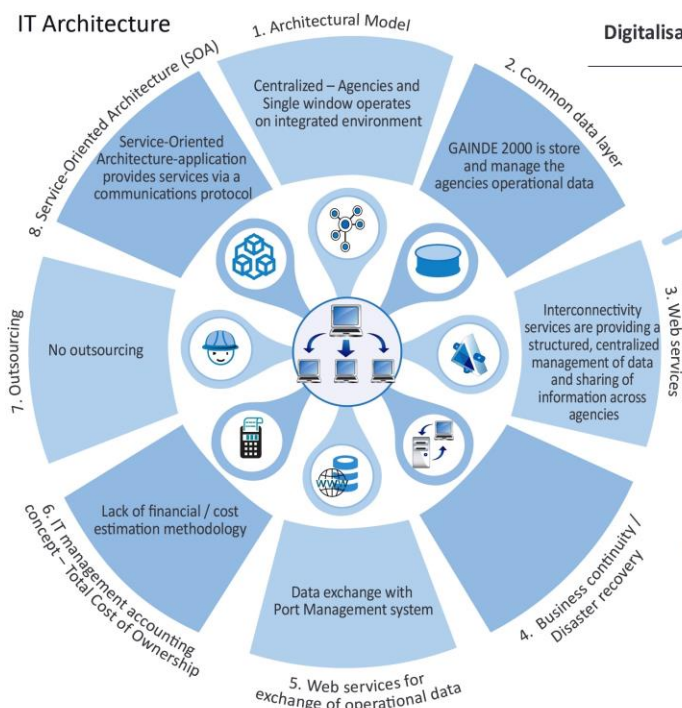 IT Architecture
Digitalisa
1. Architectural Model
Centralized – Agencies and
Single window operates
on integrated environment
2. Common data layer
GAINDE 2000 is store
and manage the
agencies operational data
3. Web services
Interconnectivity
services are providing a
structured, centralized
management of data
and sharing of
information across
agencies
4. Business continuity /
Disaster recovery
5. Web services for
exchange of operational data
Data exchange with
Port Management system
6. IT management accounting
concept – Total Cost of Ownership
Lack of financial / cost
estimation methodology
7. Outsourcing
No outsourcing
8. Service-Oriented Architecture (SOA)
Service-Oriented
Architecture-application
provides services via a
communications protocol
WWW